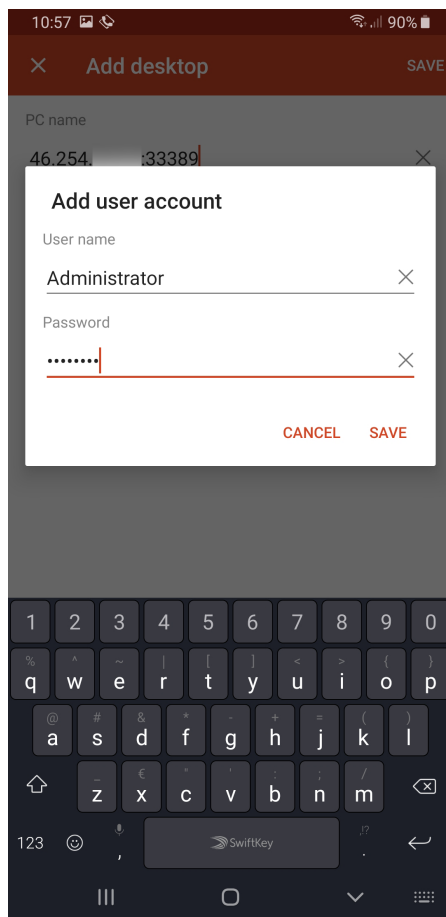 10:57 90%
Add desktop SAVE
PC name
46.254. :33389
Add user account
User name
Administrator
Password
••••••••
CANCEL SAVE
1 2 3 4 5 6 7 8 9 0
% ^ ~ | [ ] < > { }
q w e r t y u i o p
@ # & * - + = ( )
a s d f g h j k l
_ € " ' : ; /
z x c v b n m
123 , SwiftKey ,!? .